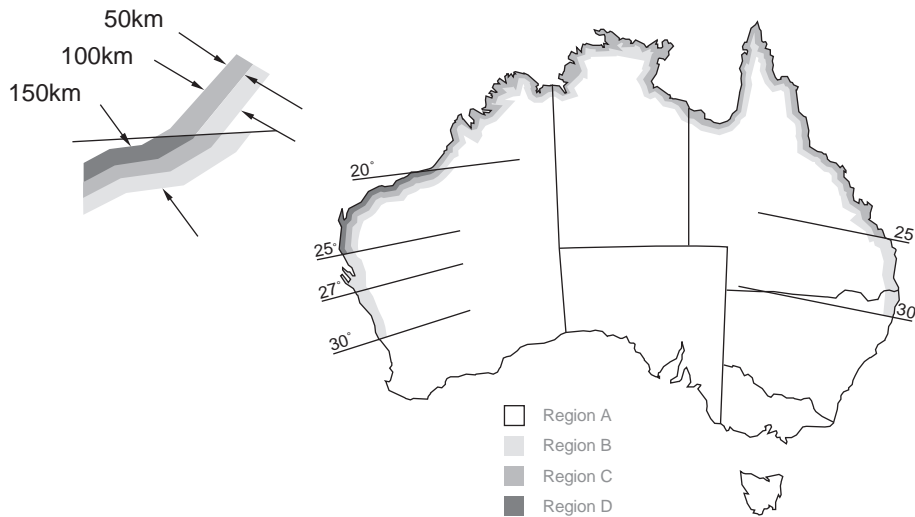 50km
100km
150km
20°
25°
27°
30°
25
30
Region A
Region B
Region C
Region D